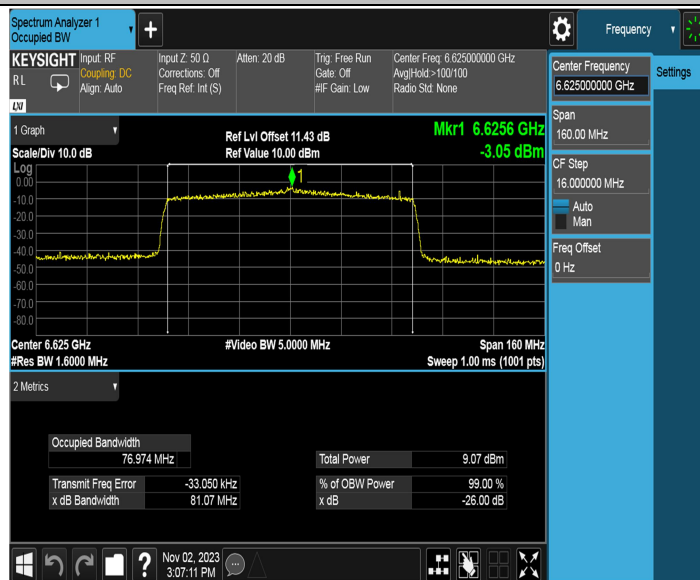 Spectrum Analyzer 1
Occupied BW
+
Frequency
KEYSIGHT
Input: RF
Coupling: DC
Align: Auto
Input Z: 50 Ω
Corrections: Off
Freq Ref: Int (S)
Atten: 20 dB
Trig: Free Run
Gate: Off
#IF Gain: Low
Center Freq: 6.625000000 GHz
Avg|Hold:>100/100
Radio Std: None
R L
LXI
Center Frequency
6.625000000 GHz
Settings
Span
160.00 MHz
CF Step
16.000000 MHz
Auto
Man
Freq Offset
0 Hz
1 Graph
Ref Lvl Offset 11.43 dB
Mkr1 6.6256 GHz
Scale/Div 10.0 dB
Ref Value 10.00 dBm
-3.05 dBm
Log
0.00
1
-10.0
-20.0
-30.0
-40.0
-50.0
-60.0
-70.0
-80.0
Center 6.625 GHz
#Video BW 5.0000 MHz
Span 160 MHz
#Res BW 1.6000 MHz
Sweep 1.00 ms (1001 pts)
2 Metrics
Occupied Bandwidth
76.974 MHz
Total Power 9.07 dBm
Transmit Freq Error -33.050 kHz
% of OBW Power 99.00 %
x dB Bandwidth 81.07 MHz
x dB -26.00 dB
?
Nov 02, 2023
3:07:11 PM